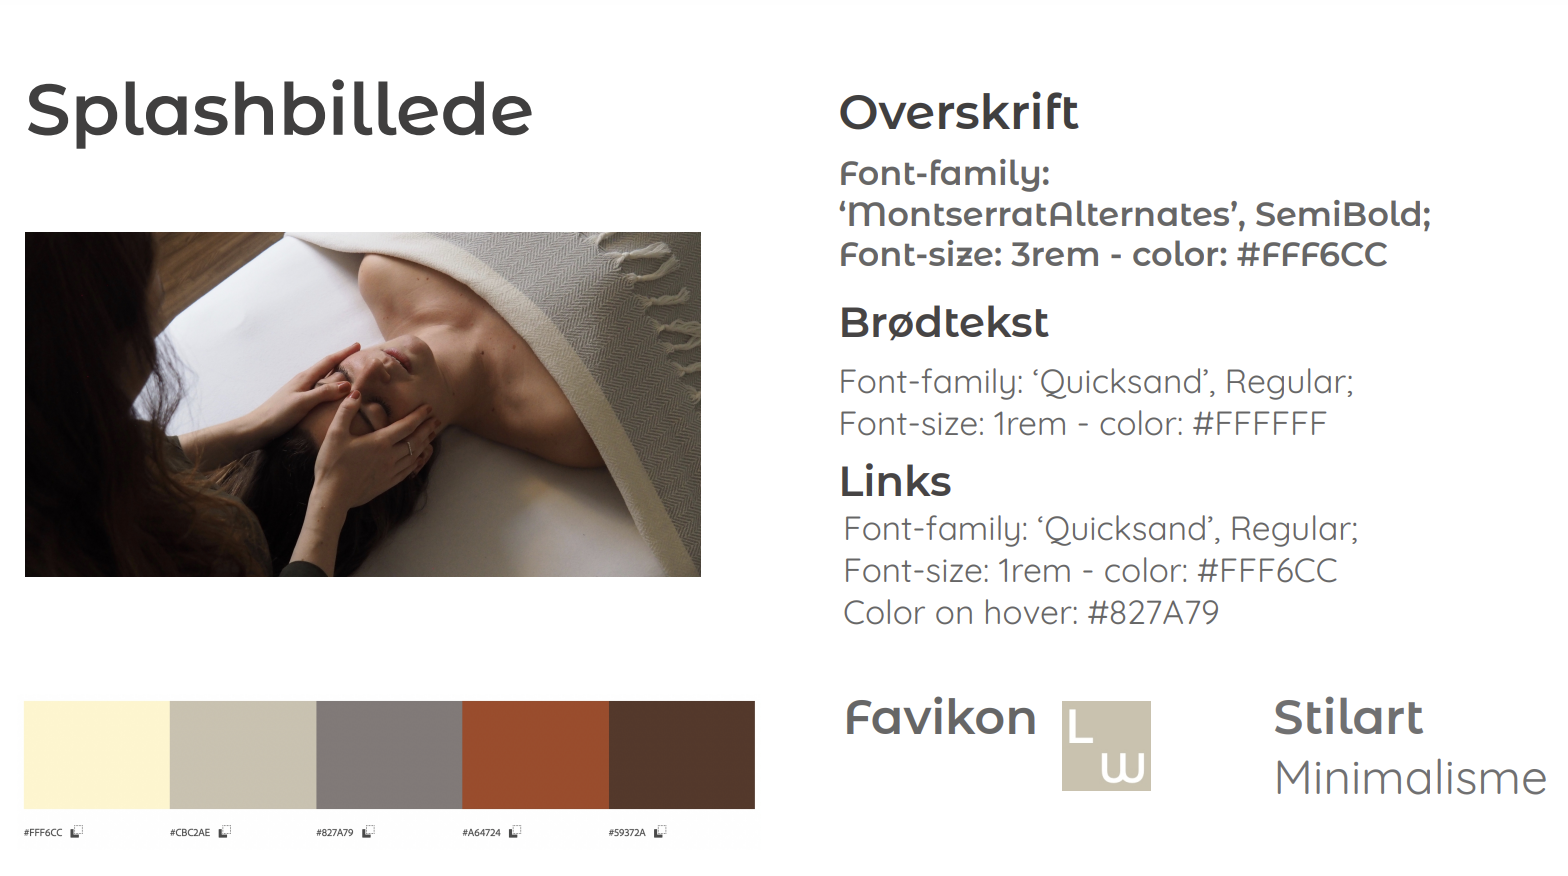 Splashbillede
#FFF6CC
#CBC2AE
#827A79
#A64724
#59372A
Overskrift
Font-family:
‘MontserratAlternates’, SemiBold;
Font-size: 3rem - color: #FFF6CC
Brødtekst
Font-family: ‘Quicksand’, Regular;
Font-size: 1rem - color: #FFFFFF
Links
Font-family: ‘Quicksand’, Regular;
Font-size: 1rem - color: #FFF6CC
Color on hover: #827A79
Favikon
L
W
Stilart
Minimalisme